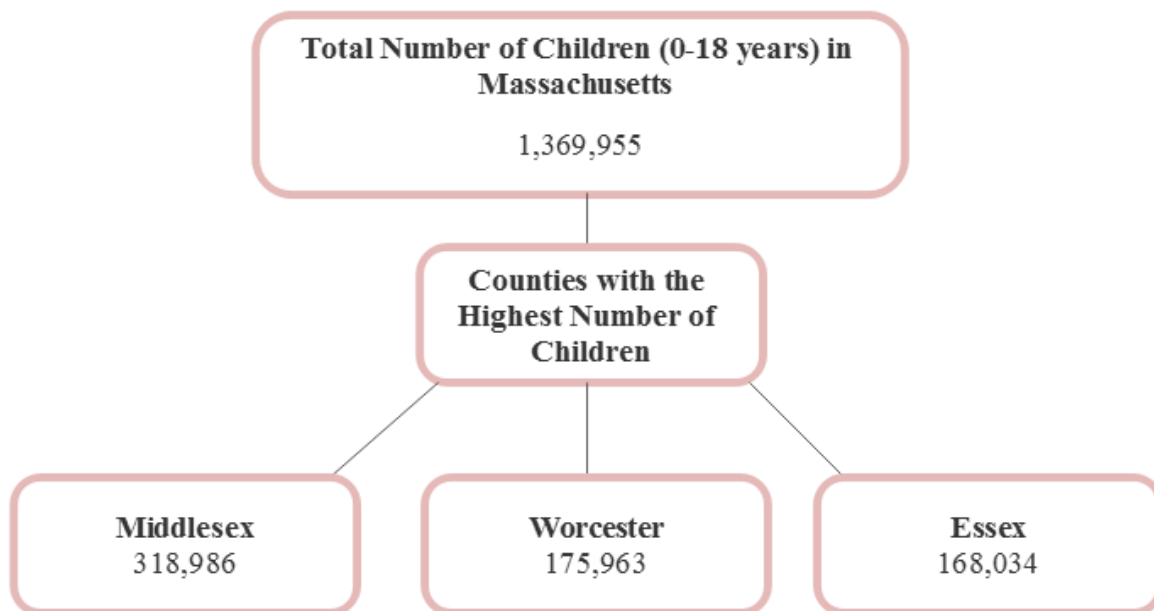 Total Number of Children (0-18 years) in
Massachusetts
1,369,955
Counties with the
Highest Number of
Children
Middlesex
318,986
Worcester
175,963
Essex
168,034